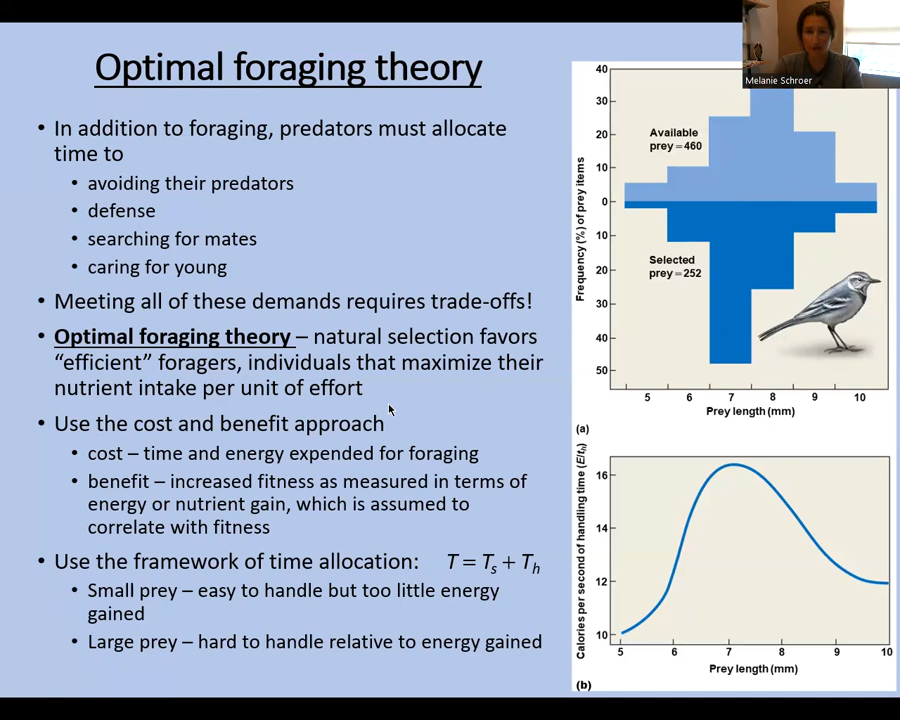 Optimal foraging theory
• In addition to foraging, predators must allocate
time to
• avoiding their predators
• defense
• searching for mates
• caring for young
• Meeting all of these demands requires trade-offs!
• Optimal foraging theory – natural selection favors
“efficient” foragers, individuals that maximize their
nutrient intake per unit of effort
• Use the cost and benefit approach
• cost – time and energy expended for foraging
• benefit – increased fitness as measured in terms of
energy or nutrient gain, which is assumed to
correlate with fitness
• Use the framework of time allocation: T = Ts + Th
• Small prey – easy to handle but too little energy
gained
• Large prey – hard to handle relative to energy gained
Melanie Schroer
Frequency (%) of prey items
40
30
20
10
0
10
20
30
40
50
Available
prey = 460
Selected
prey = 252
5 6 7 8 9 10
Prey length (mm)
(a)
Calories per second of handling time (E/th)
16
14
12
10
5 6 7 8 9 10
Prey length (mm)
(b)